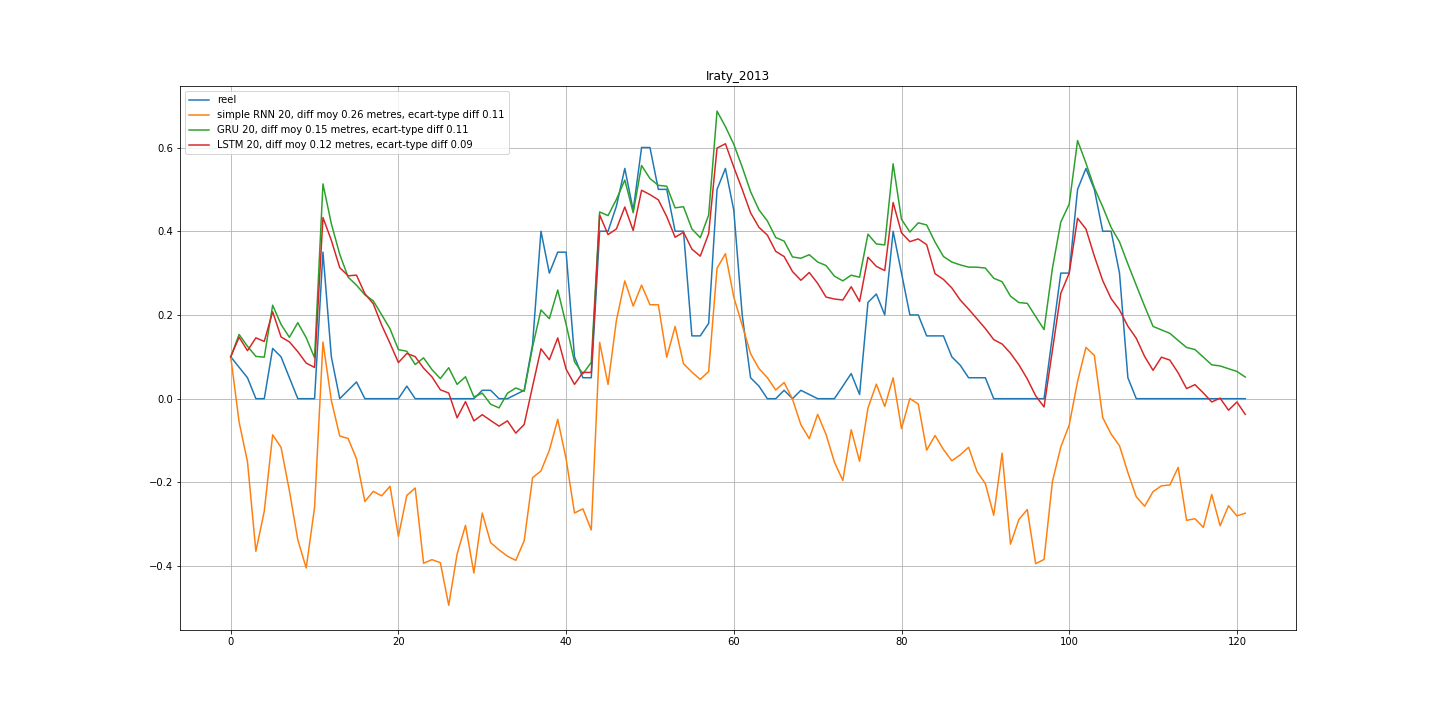 Iraty_2013
reel
simple RNN 20, diff moy 0.26 metres, ecart-type diff 0.11
GRU 20, diff moy 0.15 metres, ecart-type diff 0.11
LSTM 20, diff moy 0.12 metres, ecart-type diff 0.09
0.6
0.4
0.2
0.0
−0.2
−0.4
0 20 40 60 80 100 120